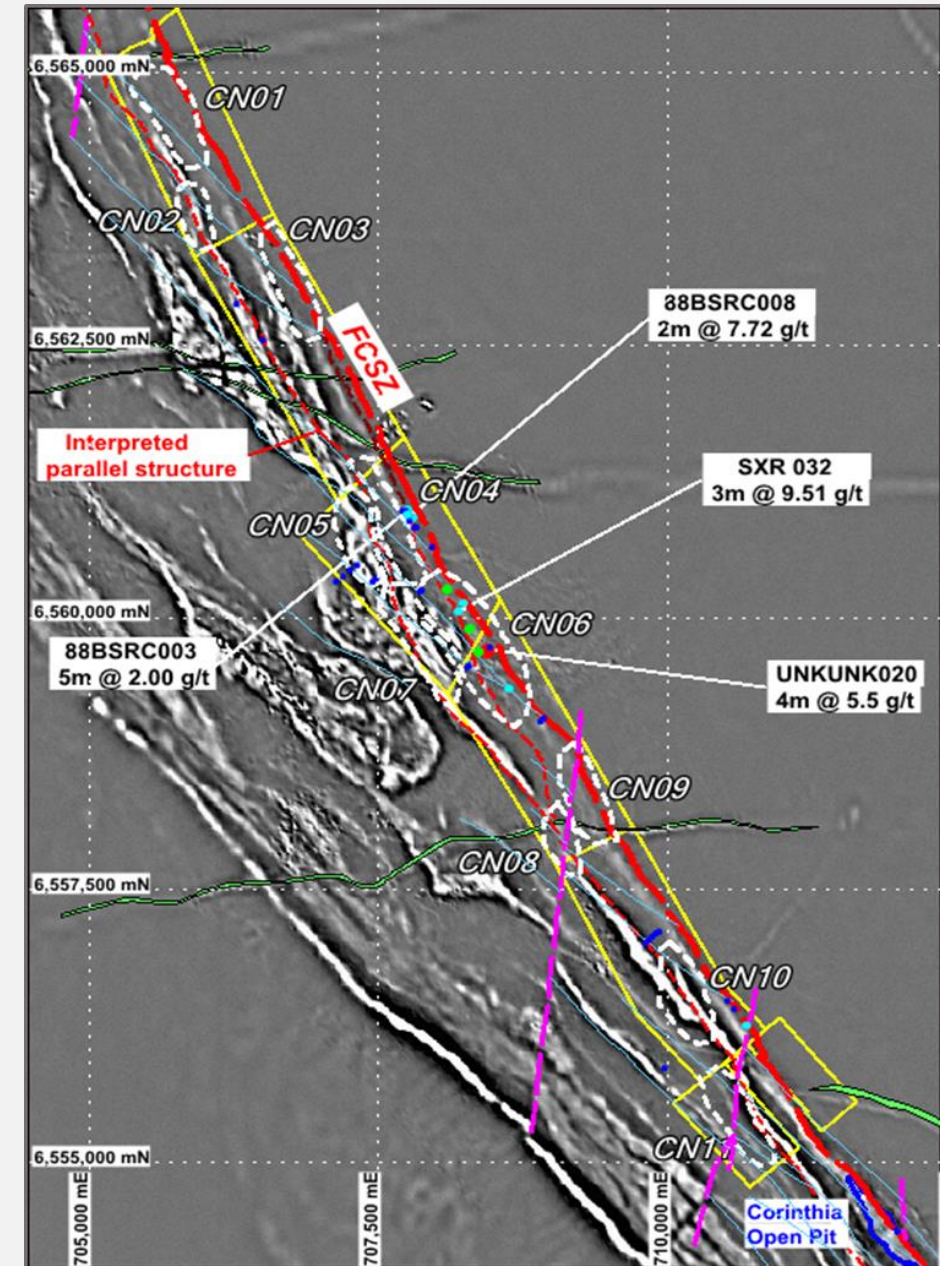 6,565,000 mN
CN01
CN02
CN03
88BSRC008
2m @ 7.72 g/t
6,562,500 mN
FCSZ
Interpreted
parallel structure
SXR 032
3m @ 9.51 g/t
CN04
CN05
6,560,000 mN
CN06
88BSRC003
5m @ 2.00 g/t
CN07
UNKUNK020
4m @ 5.5 g/t
CN09
CN08
6,557,500 mN
CN10
CN11
6,555,000 mN
705,000 mE
707,500 mE
710,000 mE
Corinthia
Open Pit